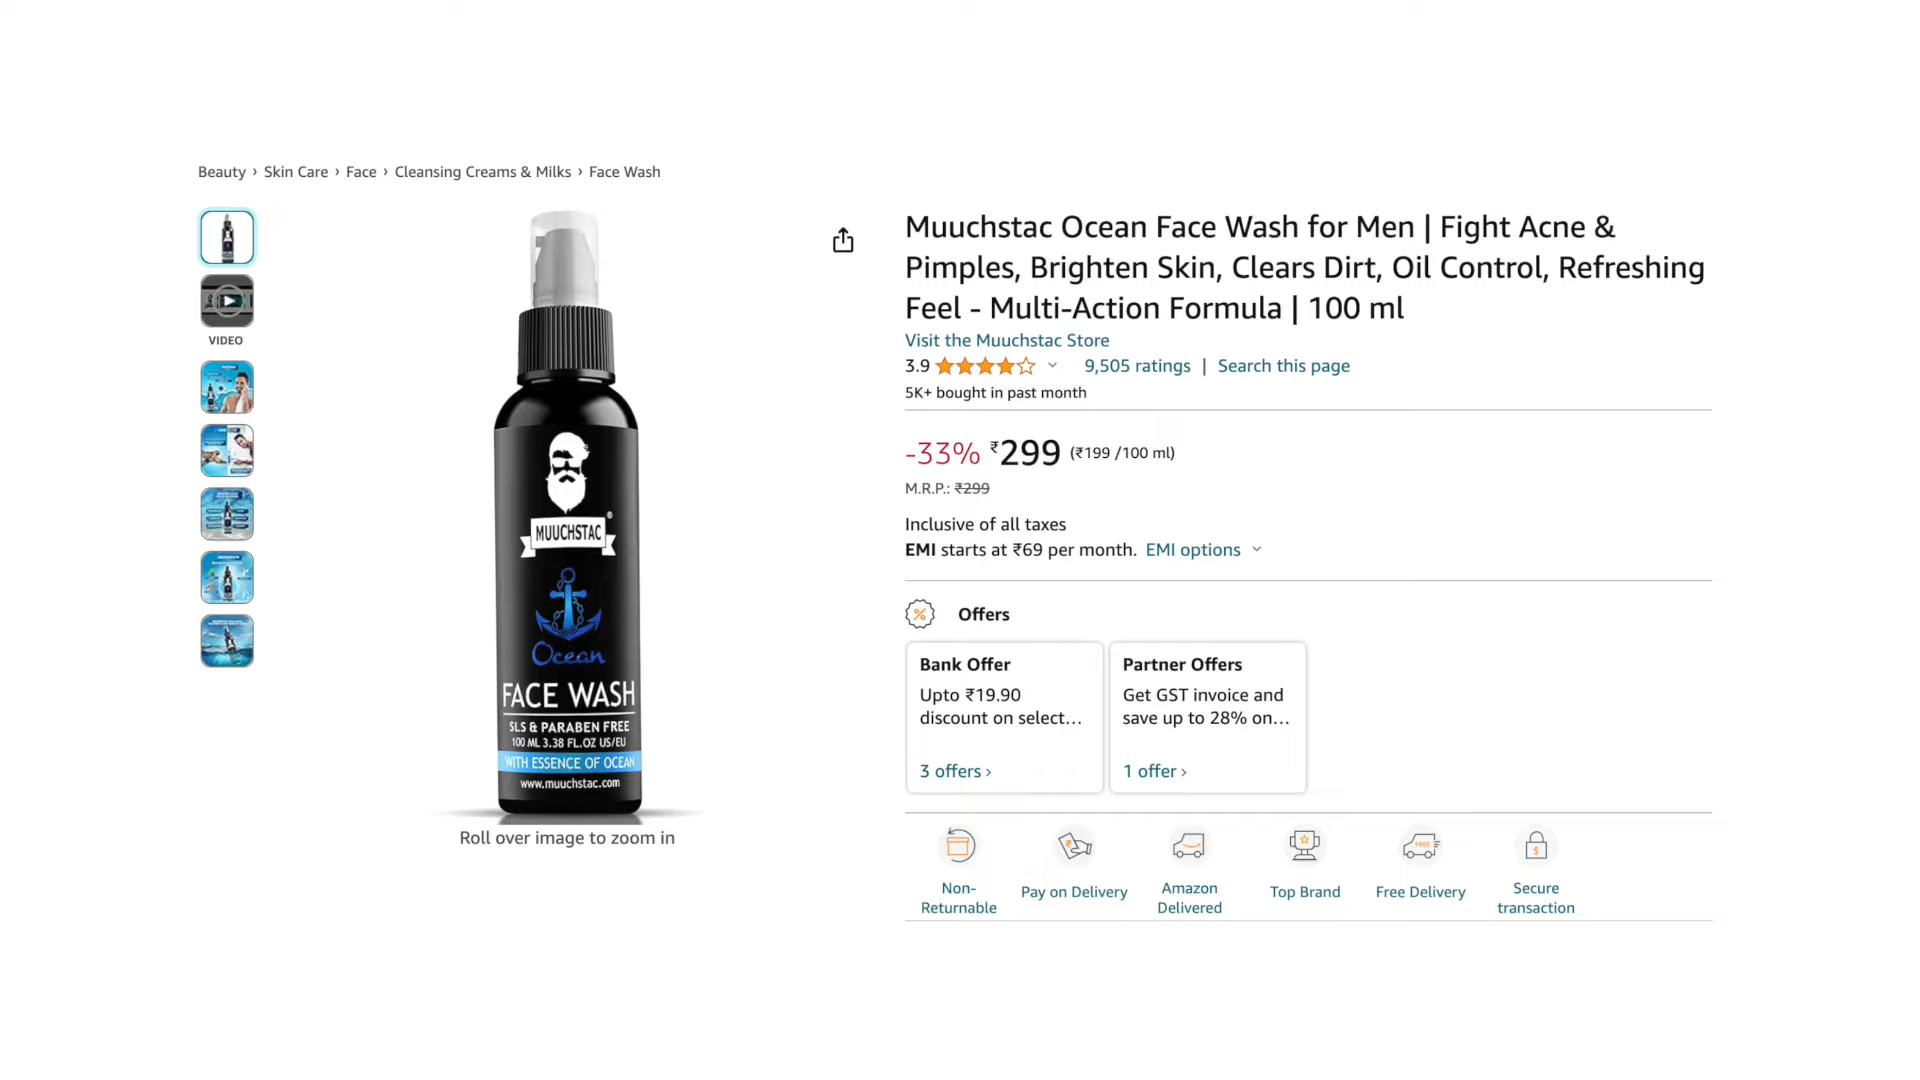 Beauty › Skin Care › Face › Cleansing Creams & Milks › Face Wash
VIDEO
MUUCHSTAC
®
Ocean
FACE WASH
SLS & PARABEN FREE
100 ML 3.38 FL.OZ US/EU
WITH ESSENCE OF OCEAN
www.muuchstac.com
Roll over image to zoom in
Muuchstac Ocean Face Wash for Men | Fight Acne &
Pimples, Brighten Skin, Clears Dirt, Oil Control, Refreshing
Feel - Multi-Action Formula | 100 ml
Visit the Muuchstac Store
3.9 9,505 ratings | Search this page
5K+ bought in past month
-33% ₹299 (₹199 /100 ml)
M.R.P.: ₹299
Inclusive of all taxes
EMI starts at ₹69 per month. EMI options
% Offers
Bank Offer
Upto ₹19.90
discount on select...
3 offers ›
Partner Offers
Get GST invoice and
save up to 28% on...
1 offer ›
FREE
Non-
Returnable
Pay on Delivery
Amazon
Delivered
Top Brand
Free Delivery
Secure
transaction